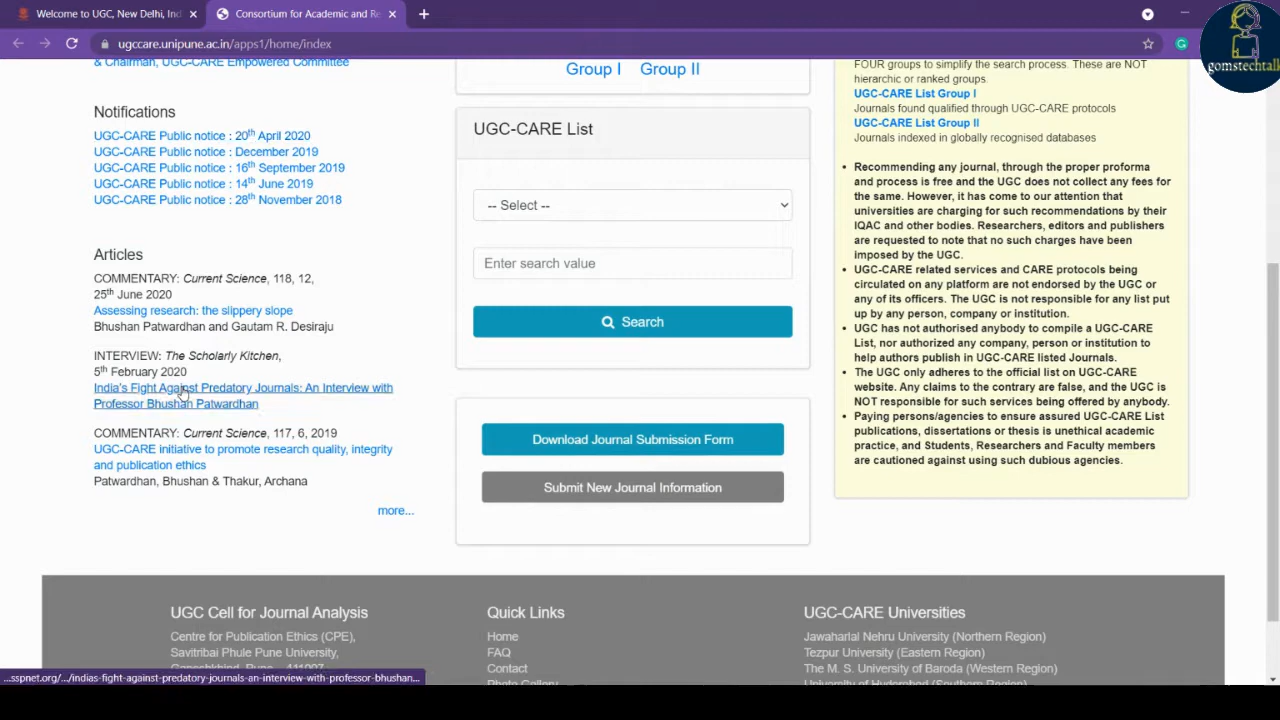 Welcome to UGC, New Delhi, Ind
Consortium for Academic and Re
ugccare.unipune.ac.in/apps1/home/index
gomstechtalk
& Chairman, UGC-CARE Empowered Committee
Notifications
UGC-CARE Public notice : 20th April 2020
UGC-CARE Public notice : December 2019
UGC-CARE Public notice : 16th September 2019
UGC-CARE Public notice : 14th June 2019
UGC-CARE Public notice : 28th November 2018
Articles
COMMENTARY: Current Science, 118, 12,
25th June 2020
Assessing research: the slippery slope
Bhushan Patwardhan and Gautam R. Desiraju
INTERVIEW: The Scholarly Kitchen,
5th February 2020
India's Fight Against Predatory Journals: An Interview with
Professor Bhushan Patwardhan
COMMENTARY: Current Science, 117, 6, 2019
UGC-CARE initiative to promote research quality, integrity
and publication ethics
Patwardhan, Bhushan & Thakur, Archana
more...
Group I Group II
UGC-CARE List
-- Select --
Enter search value
Search
Download Journal Submission Form
Submit New Journal Information
FOUR groups to simplify the search process. These are NOT
hierarchic or ranked groups.
UGC-CARE List Group I
Journals found qualified through UGC-CARE protocols
UGC-CARE List Group II
Journals indexed in globally recognised databases
Recommending any journal, through the proper proforma
and process is free and the UGC does not collect any fees for
the same. However, it has come to our attention that
universities are charging for such recommendations by their
IQAC and other bodies. Researchers, editors and publishers
are requested to note that no such charges have been
imposed by the UGC.
UGC-CARE related services and CARE protocols being
circulated on any platform are not endorsed by the UGC or
any of its officers. The UGC is not responsible for any list put
up by any person, company or institution.
UGC has not authorised anybody to compile a UGC-CARE
List, nor authorized any company, person or institution to
help authors publish in UGC-CARE listed Journals.
The UGC only adheres to the official list on UGC-CARE
website. Any claims to the contrary are false, and the UGC is
NOT responsible for such services being offered by anybody.
Paying persons/agencies to ensure assured UGC-CARE List
publications, dissertations or thesis is unethical academic
practice, and Students, Researchers and Faculty members
are cautioned against using such dubious agencies.
UGC Cell for Journal Analysis
Centre for Publication Ethics (CPE),
Savitribai Phule Pune University,
Ganeshkhind, Pune - 411007
Quick Links
Home
FAQ
Contact
Photo Gallery
UGC-CARE Universities
Jawaharlal Nehru University (Northern Region)
Tezpur University (Eastern Region)
The M. S. University of Baroda (Western Region)
University of Hyderabad (Southern Region)
...sspnet.org/.../indias-fight-against-predatory-journals-an-interview-with-professor-bhushan...